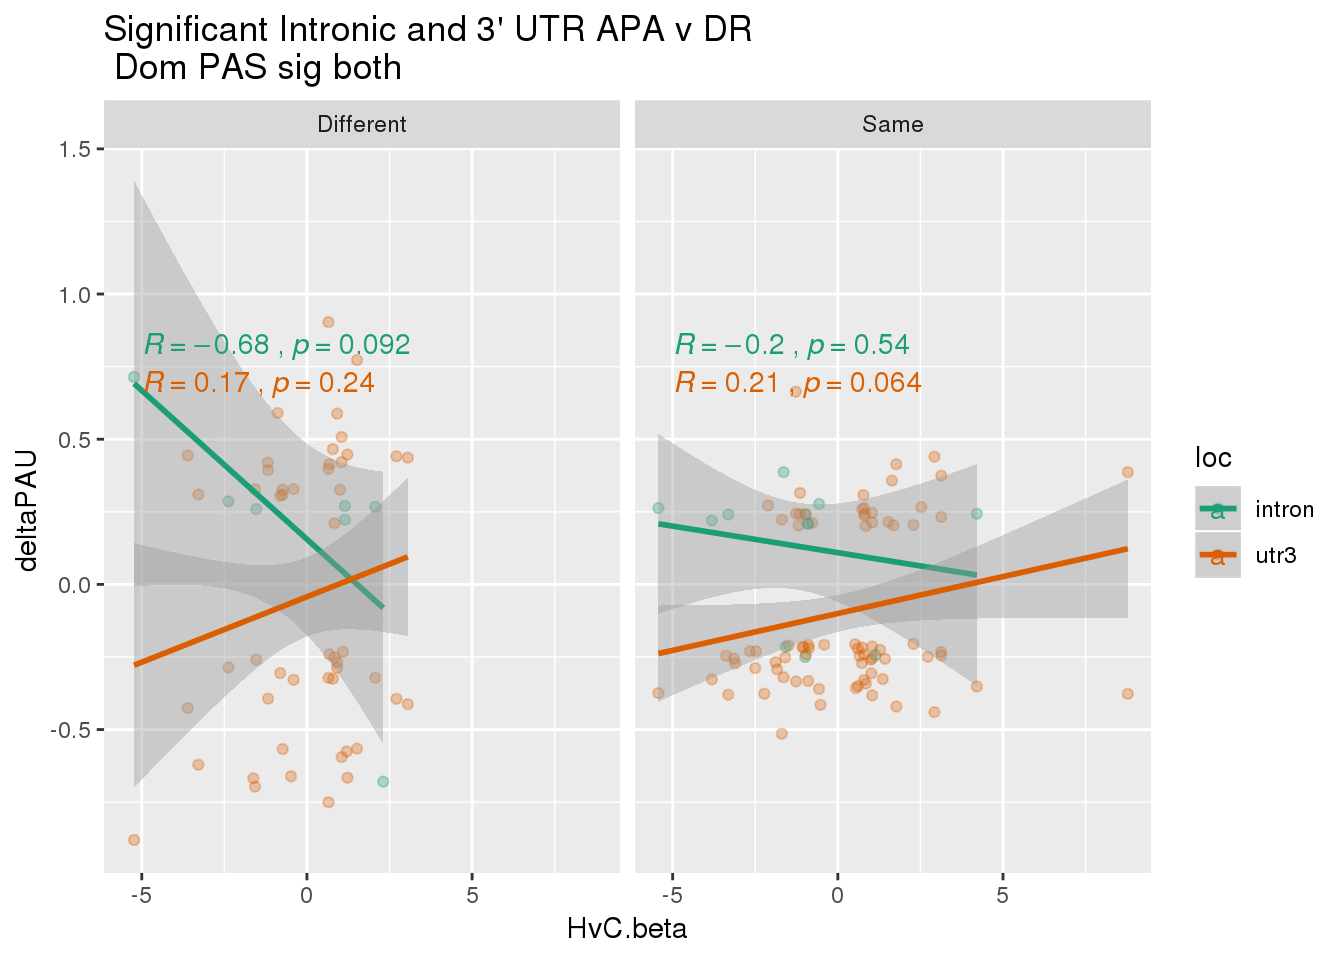 Significant Intronic and 3' UTR APA v DR
Dom PAS sig both
Different
Same
1.5
1.0
0.5
0.0
-0.5
R = −0.68 , p = 0.092
R = 0.17 , p = 0.24
R = −0.2 , p = 0.54
R = 0.21 , p = 0.064
-5
0
5
-5
0
5
HvC.beta
deltaPAU
loc
a intron
a utr3